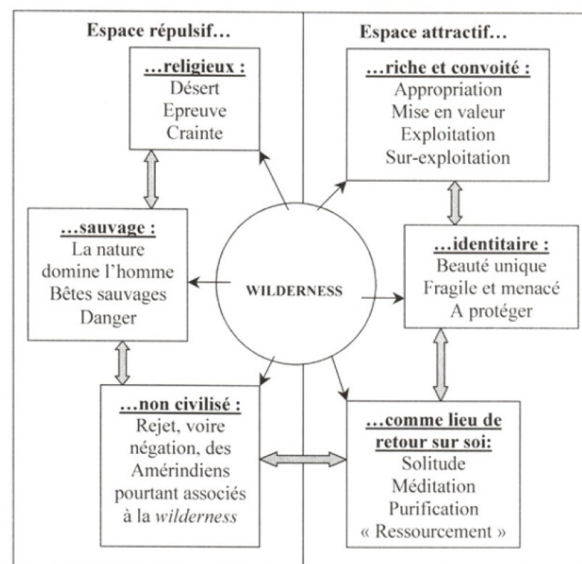 Espace répulsif…
…religieux :
Désert
Epreuve
Crainte
…sauvage :
La nature
domine l’homme
Bêtes sauvages
Danger
…non civilisé :
Rejet, voire
négation, des
Amérindiens
pourtant associés
à la wilderness
WILDERNESS
Espace attractif…
…riche et convoité :
Appropriation
Mise en valeur
Exploitation
Sur-exploitation
…identitaire :
Beauté unique
Fragile et menacé
A protéger
…comme lieu de
retour sur soi:
Solitude
Méditation
Purification
« Ressourcement »